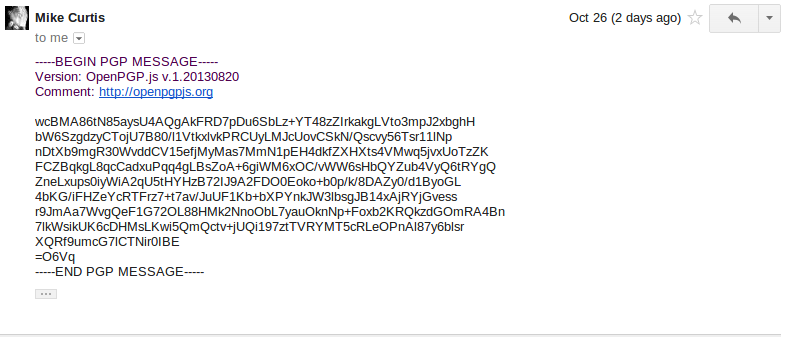 Mike Curtis
Oct 26 (2 days ago)
to me
-----BEGIN PGP MESSAGE-----
Version: OpenPGP.js v.1.20130820
Comment: http://openpgpjs.org
wcBMA86tN85aysU4AQgAkFRD7pDu6SbLz+YT48zZIrkakgLVto3mpJ2xbghH
bW6SzgdzyCTojU7B80/I1VtkxlvkPRCUyLMJcUovCSkN/Qscvy56Tsr11lNp
nDtXb9mgR30WvddCV15efjMyMas7MmN1pEH4dkfZXHXts4VMwq5jvxUoTzZK
FCZBqkgL8qcCadxuPqq4gLBsZoA+6giWM6xOC/vWW6sHbQYZub4VyQ6tRYgQ
ZneLxups0iyWiA2qU5tHYHzB72IJ9A2FDO0Eoko+b0p/k/8DAZy0/d1ByoGL
4bKG/iFHZeYcRTFrz7+t7av/JuUF1Kb+bXPYnkJW3lbsgJB14xAjRYjGvess
r9JmAa7WvgQeF1G72OL88HMk2NnoObL7yauOknNp+Foxb2KRQkzdGOmRA4Bn
7lkWsikUK6cDHMsLKwi5QmQctv+jUQi197ztTVRYMT5cRLeOPnAI87y6blsr
XQRf9umcG7lCTNir0IBE
=O6Vq
-----END PGP MESSAGE-----